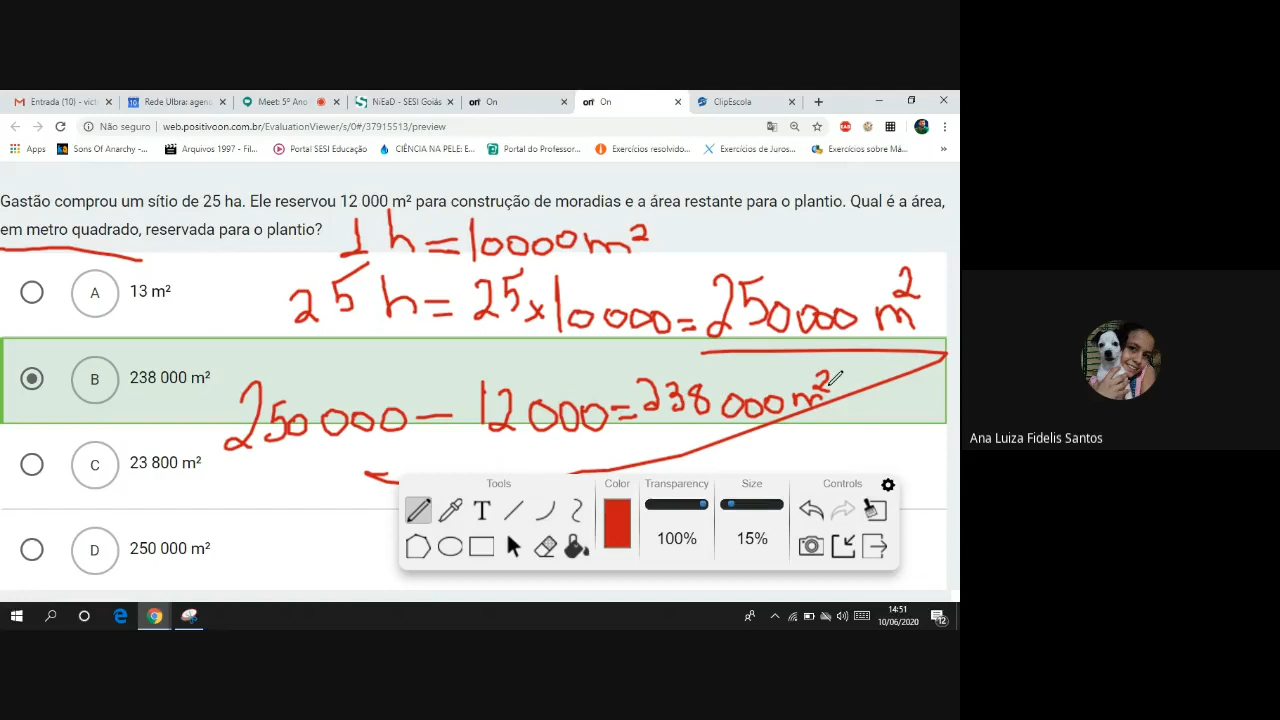 Entrada (10) - vict
Rede Ulbra: agen
Meet: 5º Ano
NiEaD - SESI Goiás
On
On
ClipEscola
Não seguro
web.positivoon.com.br/EvaluationViewer/s/0#/37915513/preview
Apps
Sons Of Anarchy -...
Arquivos 1997 - Fil...
Portal SESI Educação
CIÊNCIA NA PELE: E...
Portal do Professor...
Exercícios resolvido...
Exercícios de Juros...
Exercícios sobre Má...
»
Gastão comprou um sítio de 25 ha. Ele reservou 12 000 m² para construção de moradias e a área restante para o plantio. Qual é a área,
em metro quadrado, reservada para o plantio?
1 h = 10000 m²
A 13 m²
25 h = 25 x 10000 = 250000 m²
B 238 000 m²
250000 - 12000 = 238 000 m²
C 23 800 m²
D 250 000 m²
Tools
Color
Transparency
Size
Controls
T
100%
15%
14:51
10/06/2020
12
Ana Luiza Fidelis Santos